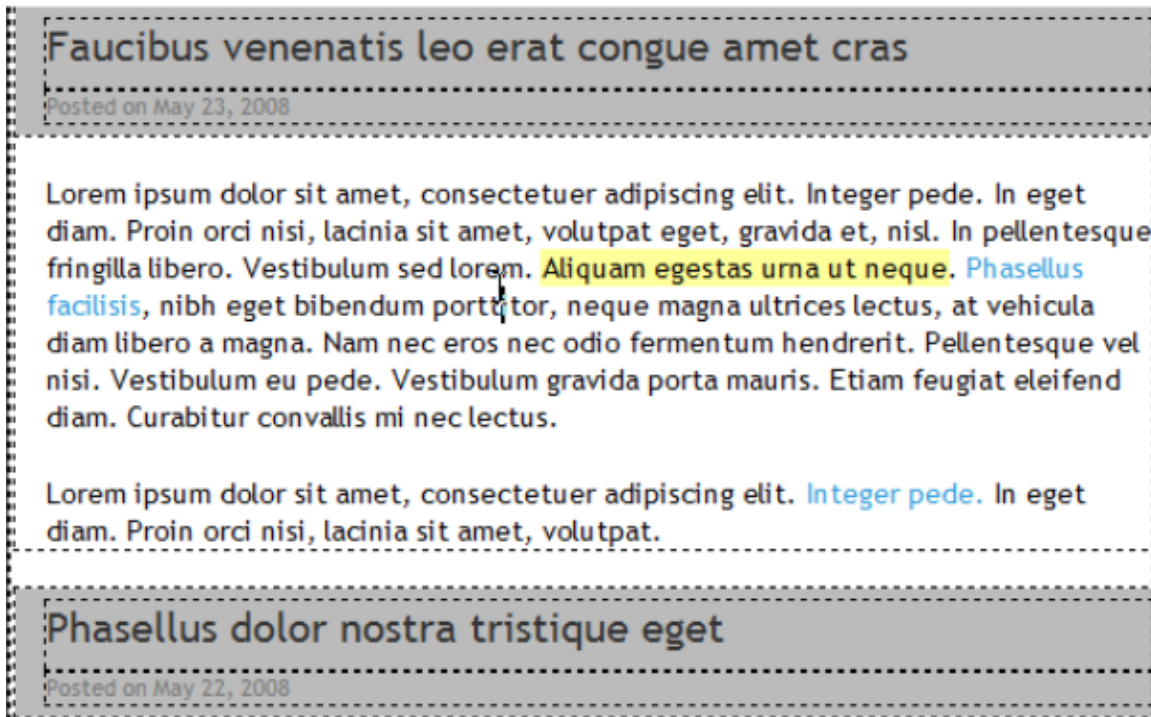 Faucibus venenatis leo erat congue amet cras
Posted on May 23, 2008
Lorem ipsum dolor sit amet, consectetuer adipiscing elit. Integer pede. In eget
diam. Proin orci nisi, lacinia sit amet, volutpat eget, gravida et, nisl. In pellentesque
fringilla libero. Vestibulum sed lorem. Aliquam egestas urna ut neque. Phasellus
facilisis, nibh eget bibendum porttitor, neque magna ultrices lectus, at vehicula
diam libero a magna. Nam nec eros nec odio fermentum hendrerit. Pellentesque vel
nisi. Vestibulum eu pede. Vestibulum gravida porta mauris. Etiam feugiat eleifend
diam. Curabitur convallis mi nec lectus.
Lorem ipsum dolor sit amet, consectetuer adipiscing elit. Integer pede. In eget
diam. Proin orci nisi, lacinia sit amet, volutpat.
Phasellus dolor nostra tristique eget
Posted on May 22, 2008